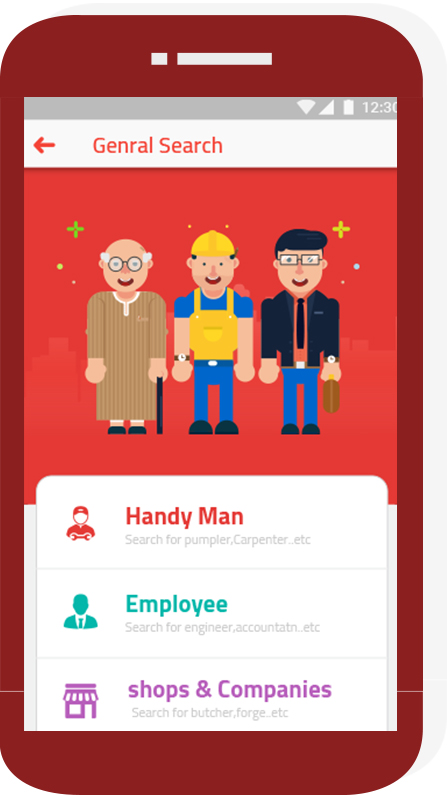 12:30
Genral Search
Handy Man
Search for pumpler,Carpenter..etc
Employee
Search for engineer,accountatn..etc
shops & Companies
Search for butcher,forge..etc